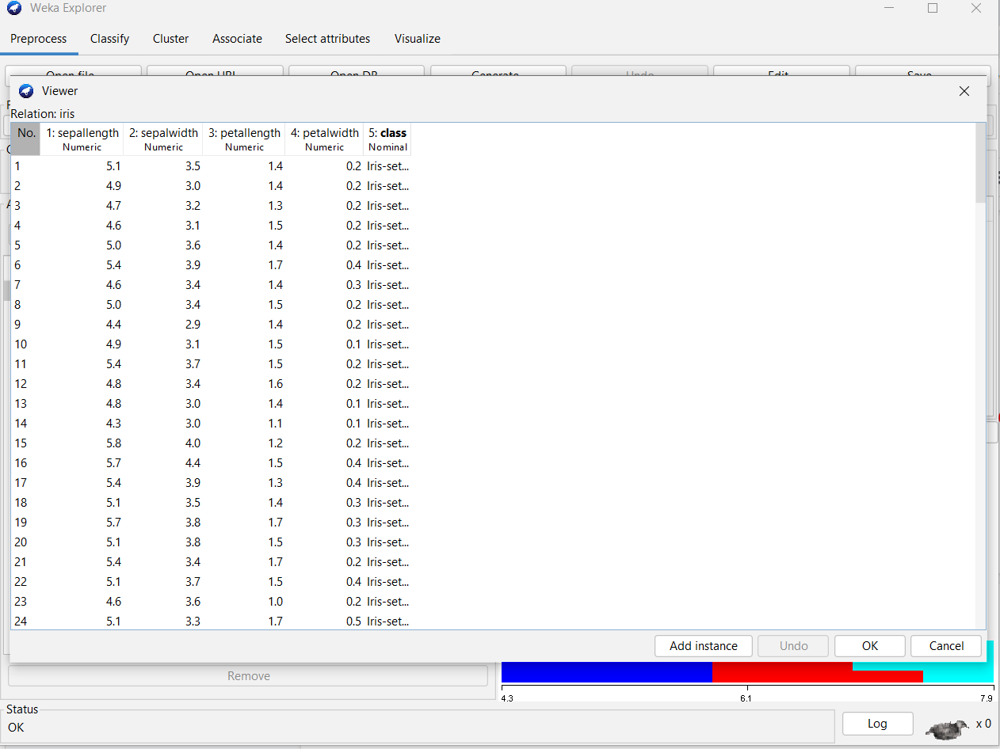 Weka Explorer
Preprocess Classify Cluster Associate Select attributes Visualize
Open file Open URL Open DB Generate Undo Edit Save
Viewer
Relation: iris
No. 1: sepallength 2: sepalwidth 3: petallength 4: petalwidth 5: class
Numeric Numeric Numeric Numeric Nominal
1 5.1 3.5 1.4 0.2 Iris-set...
2 4.9 3.0 1.4 0.2 Iris-set...
3 4.7 3.2 1.3 0.2 Iris-set...
4 4.6 3.1 1.5 0.2 Iris-set...
5 5.0 3.6 1.4 0.2 Iris-set...
6 5.4 3.9 1.7 0.4 Iris-set...
7 4.6 3.4 1.4 0.3 Iris-set...
8 5.0 3.4 1.5 0.2 Iris-set...
9 4.4 2.9 1.4 0.2 Iris-set...
10 4.9 3.1 1.5 0.1 Iris-set...
11 5.4 3.7 1.5 0.2 Iris-set...
12 4.8 3.4 1.6 0.2 Iris-set...
13 4.8 3.0 1.4 0.1 Iris-set...
14 4.3 3.0 1.1 0.1 Iris-set...
15 5.8 4.0 1.2 0.2 Iris-set...
16 5.7 4.4 1.5 0.4 Iris-set...
17 5.4 3.9 1.3 0.4 Iris-set...
18 5.1 3.5 1.4 0.3 Iris-set...
19 5.7 3.8 1.7 0.3 Iris-set...
20 5.1 3.8 1.5 0.3 Iris-set...
21 5.4 3.4 1.7 0.2 Iris-set...
22 5.1 3.7 1.5 0.4 Iris-set...
23 4.6 3.6 1.0 0.2 Iris-set...
24 5.1 3.3 1.7 0.5 Iris-set...
Add instance Undo OK Cancel
Remove
4.3 6.1 7.9
Status
OK
Log x 0